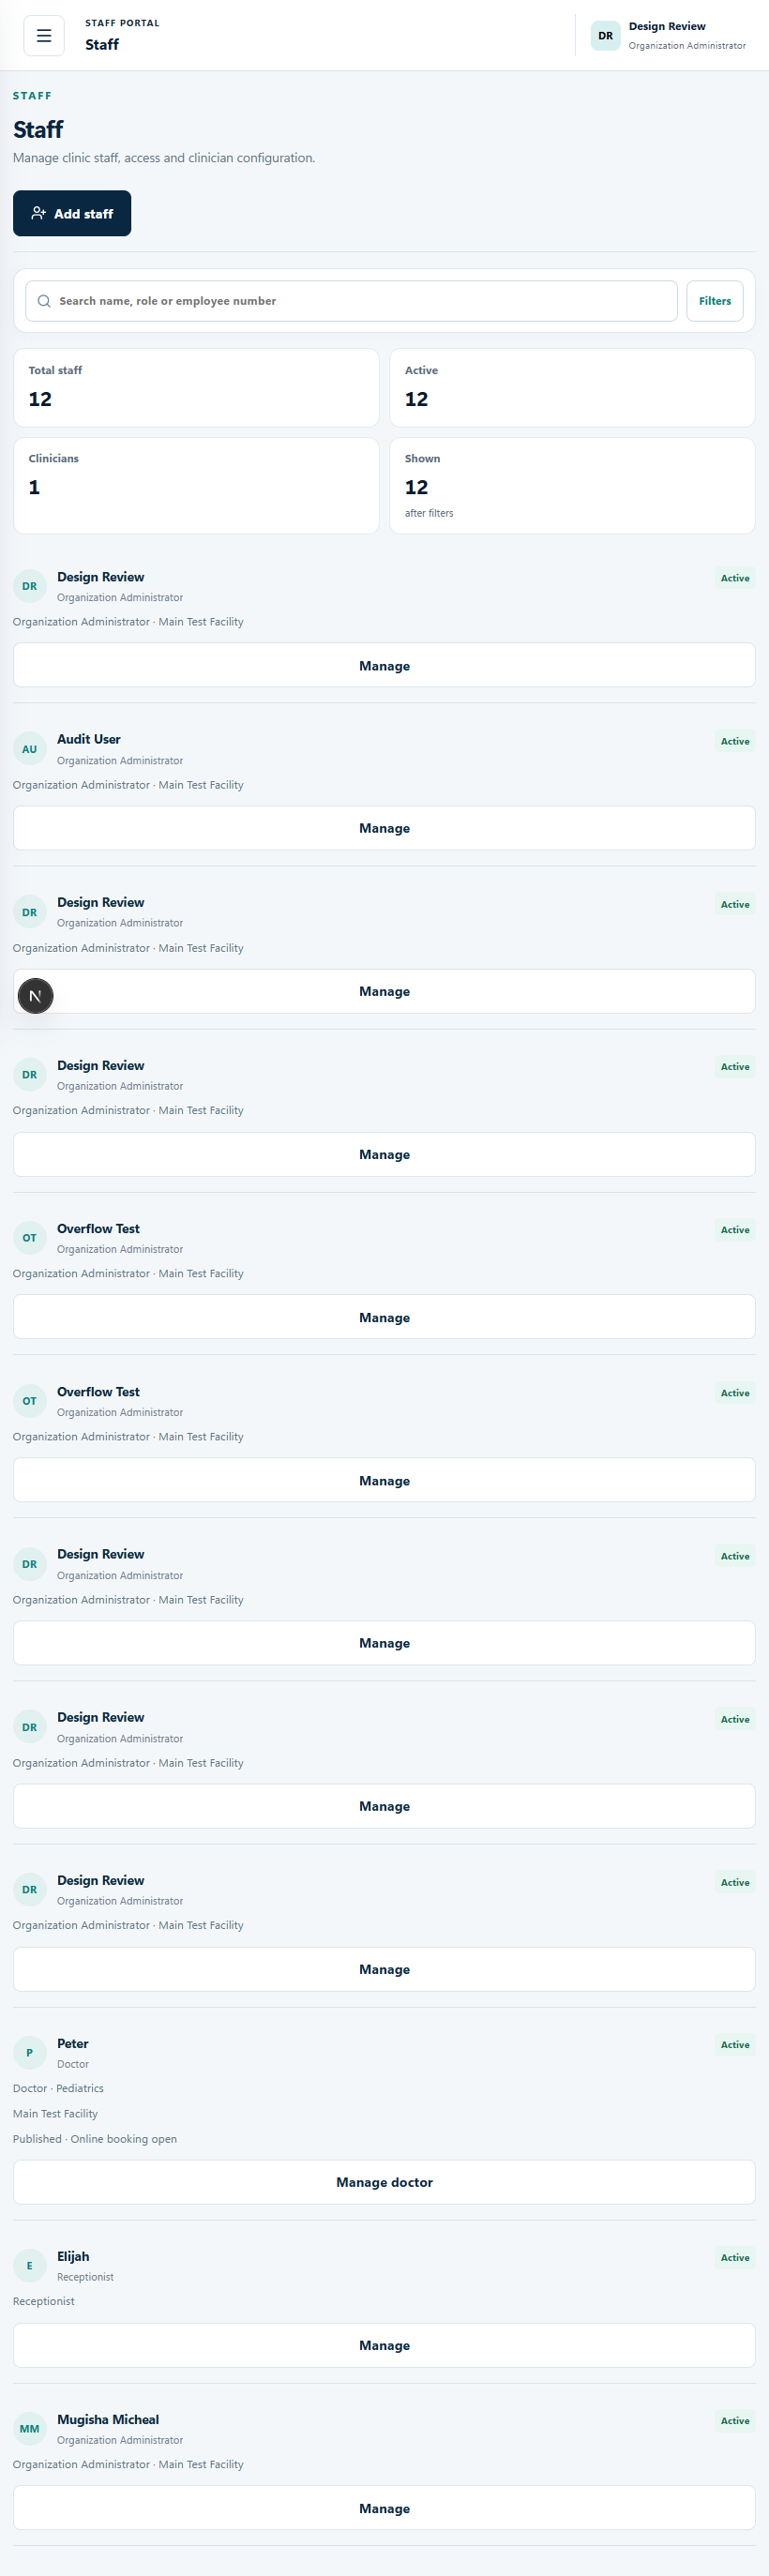 STAFF PORTAL
Staff
DR
Design Review
Organization Administrator
STAFF
Staff
Manage clinic staff, access and clinician configuration.
Add staff
Search name, role or employee number
Filters
Total staff
12
Active
12
Clinicians
1
Shown
12
after filters
DR
Design Review
Organization Administrator
Active
Organization Administrator · Main Test Facility
Manage
AU
Audit User
Organization Administrator
Active
Organization Administrator · Main Test Facility
Manage
DR
Design Review
Organization Administrator
Active
Organization Administrator · Main Test Facility
N
Manage
DR
Design Review
Organization Administrator
Active
Organization Administrator · Main Test Facility
Manage
OT
Overflow Test
Organization Administrator
Active
Organization Administrator · Main Test Facility
Manage
OT
Overflow Test
Organization Administrator
Active
Organization Administrator · Main Test Facility
Manage
DR
Design Review
Organization Administrator
Active
Organization Administrator · Main Test Facility
Manage
DR
Design Review
Organization Administrator
Active
Organization Administrator · Main Test Facility
Manage
DR
Design Review
Organization Administrator
Active
Organization Administrator · Main Test Facility
Manage
P
Peter
Doctor
Active
Doctor · Pediatrics
Main Test Facility
Published · Online booking open
Manage doctor
E
Elijah
Receptionist
Active
Receptionist
Manage
MM
Mugisha Micheal
Organization Administrator
Active
Organization Administrator · Main Test Facility
Manage